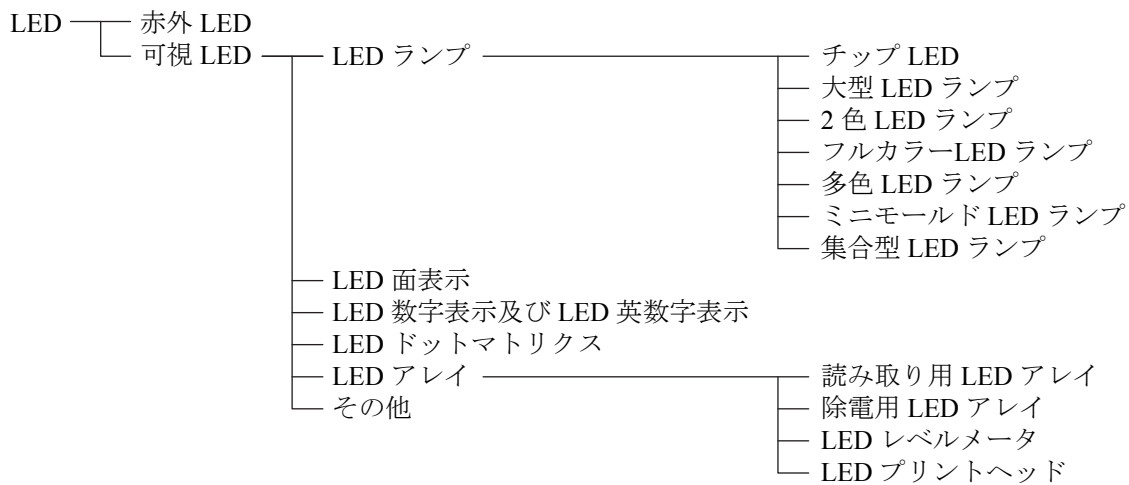 LED 赤外 LED
可視 LED LED ランプ チップ LED
大型 LED ランプ
2 色 LED ランプ
フルカラーLED ランプ
多色 LED ランプ
ミニモールド LED ランプ
集合型 LED ランプ
LED 面表示
LED 数字表示及び LED 英数字表示
LED ドットマトリクス
LED アレイ 読み取り用 LED アレイ
その他 除電用 LED アレイ
LED レベルメータ
LED プリントヘッド